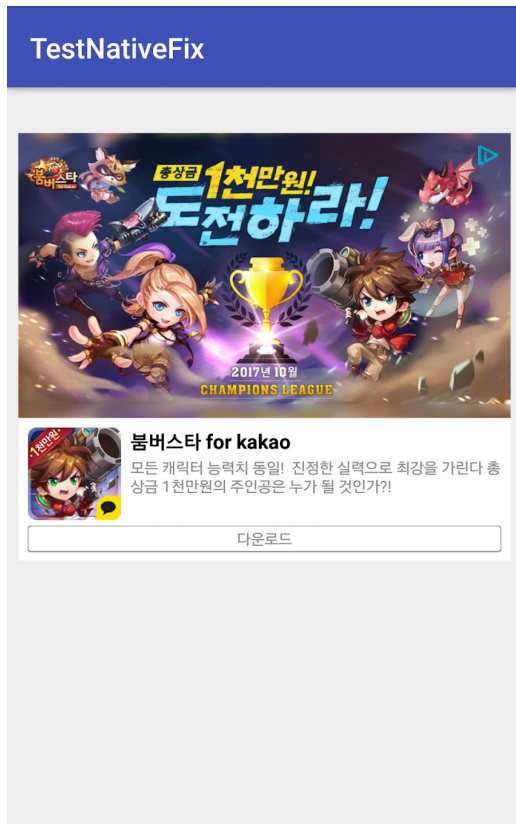 TestNativeFix
붐버스타
for kakao
총상금 1천만원!
도전하라!
2017년 10월
CHAMPIONS LEAGUE
1천만원!
붐버스타 for kakao
모든 캐릭터 능력치 동일! 진정한 실력으로 최강을 가린다 총
상금 1천만원의 주인공은 누가 될 것인가?!
다운로드